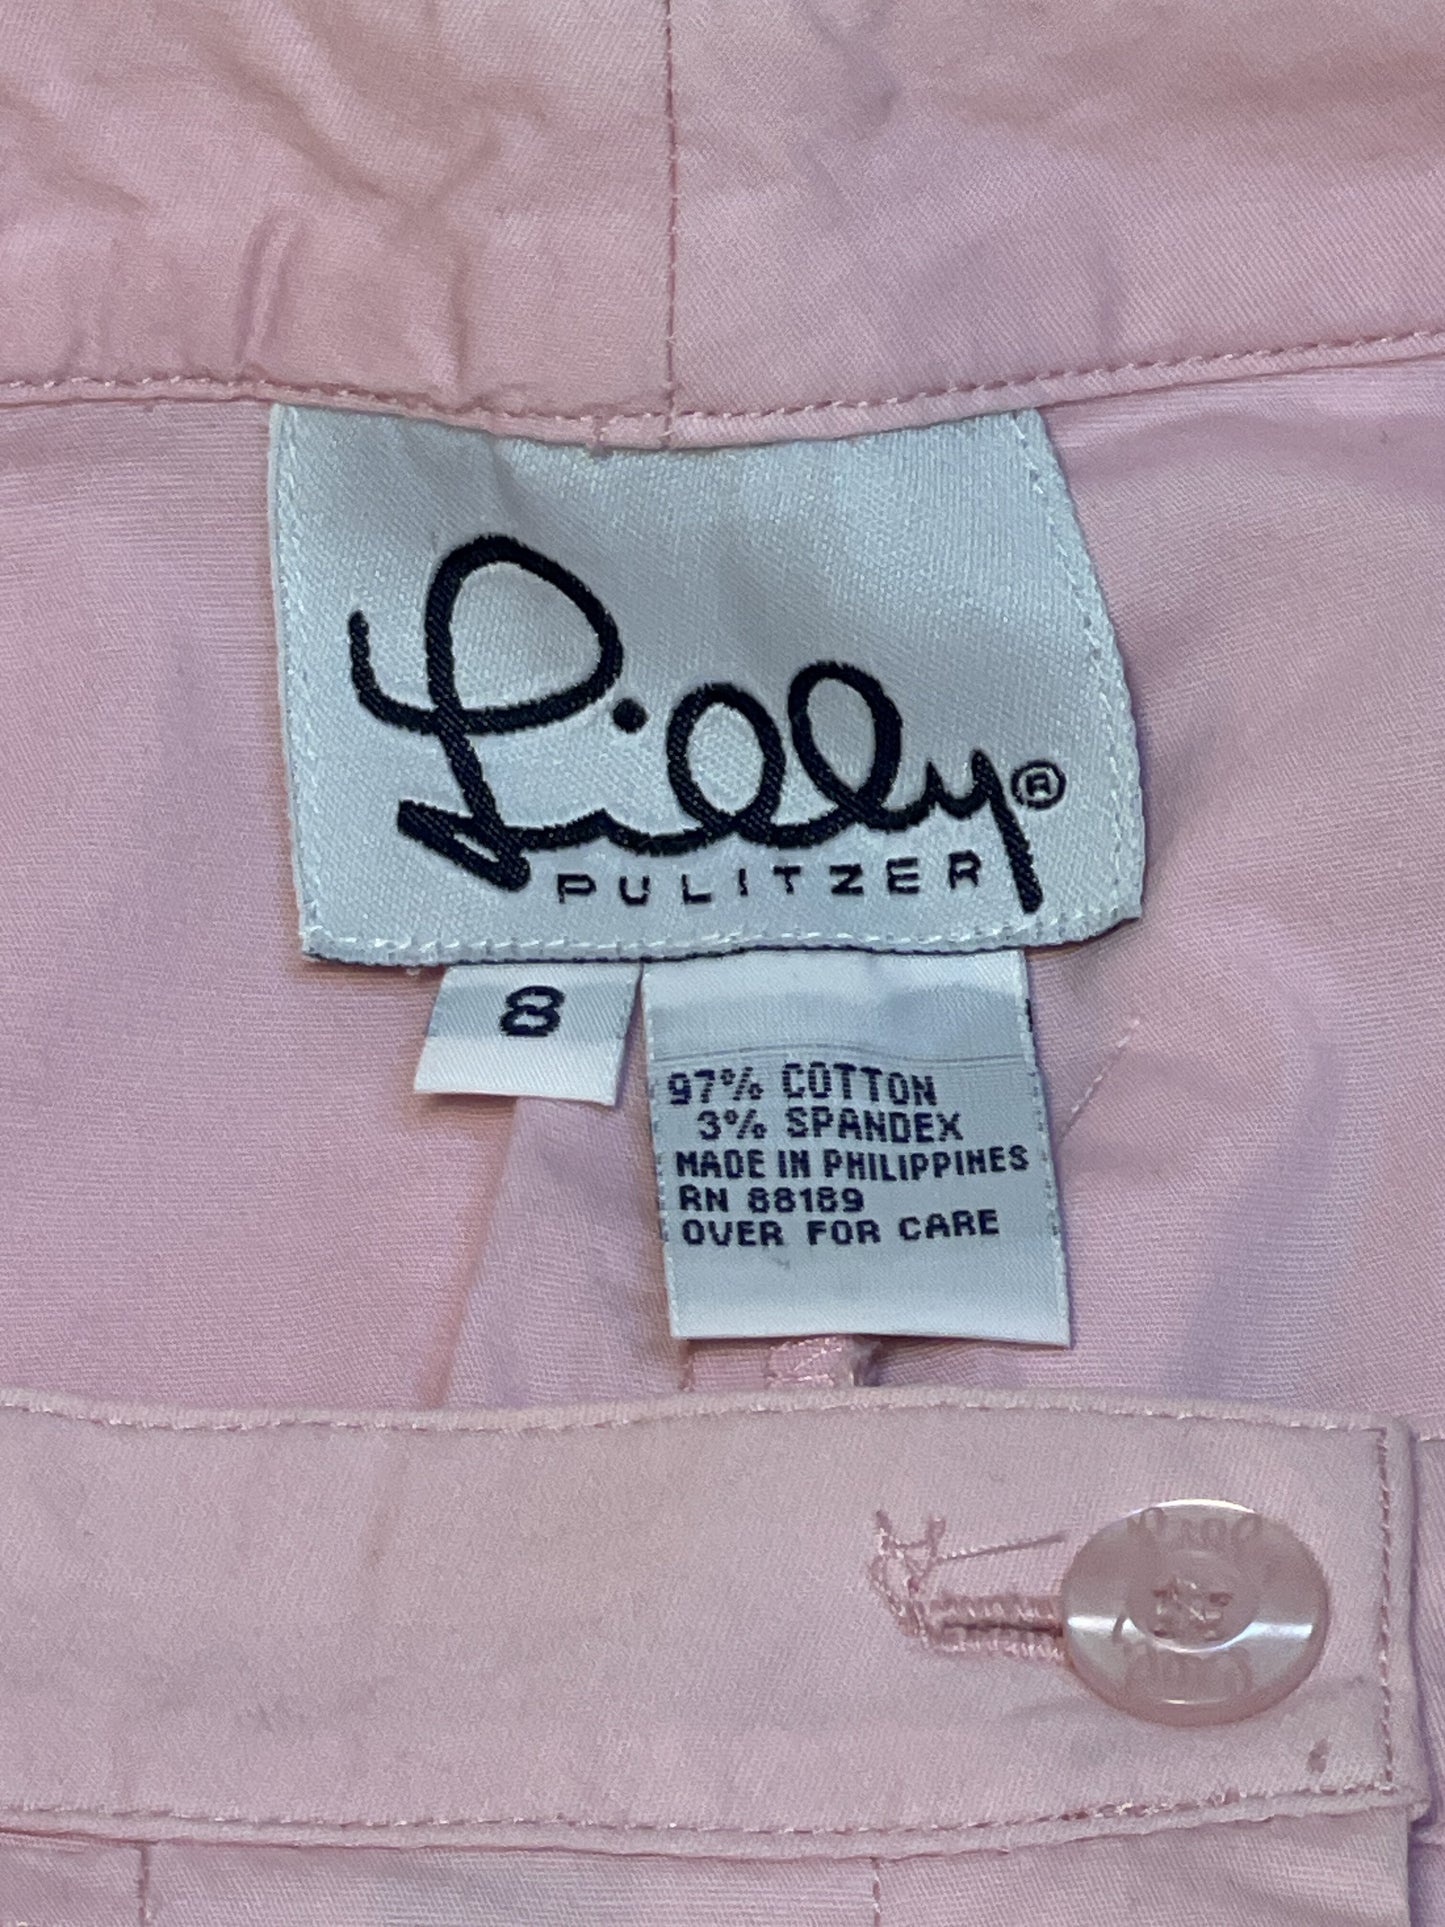 Lilly®
PULITZER
8
97% COTTON
3% SPANDEX
MADE IN PHILIPPINES
RN 88189
OVER FOR CARE